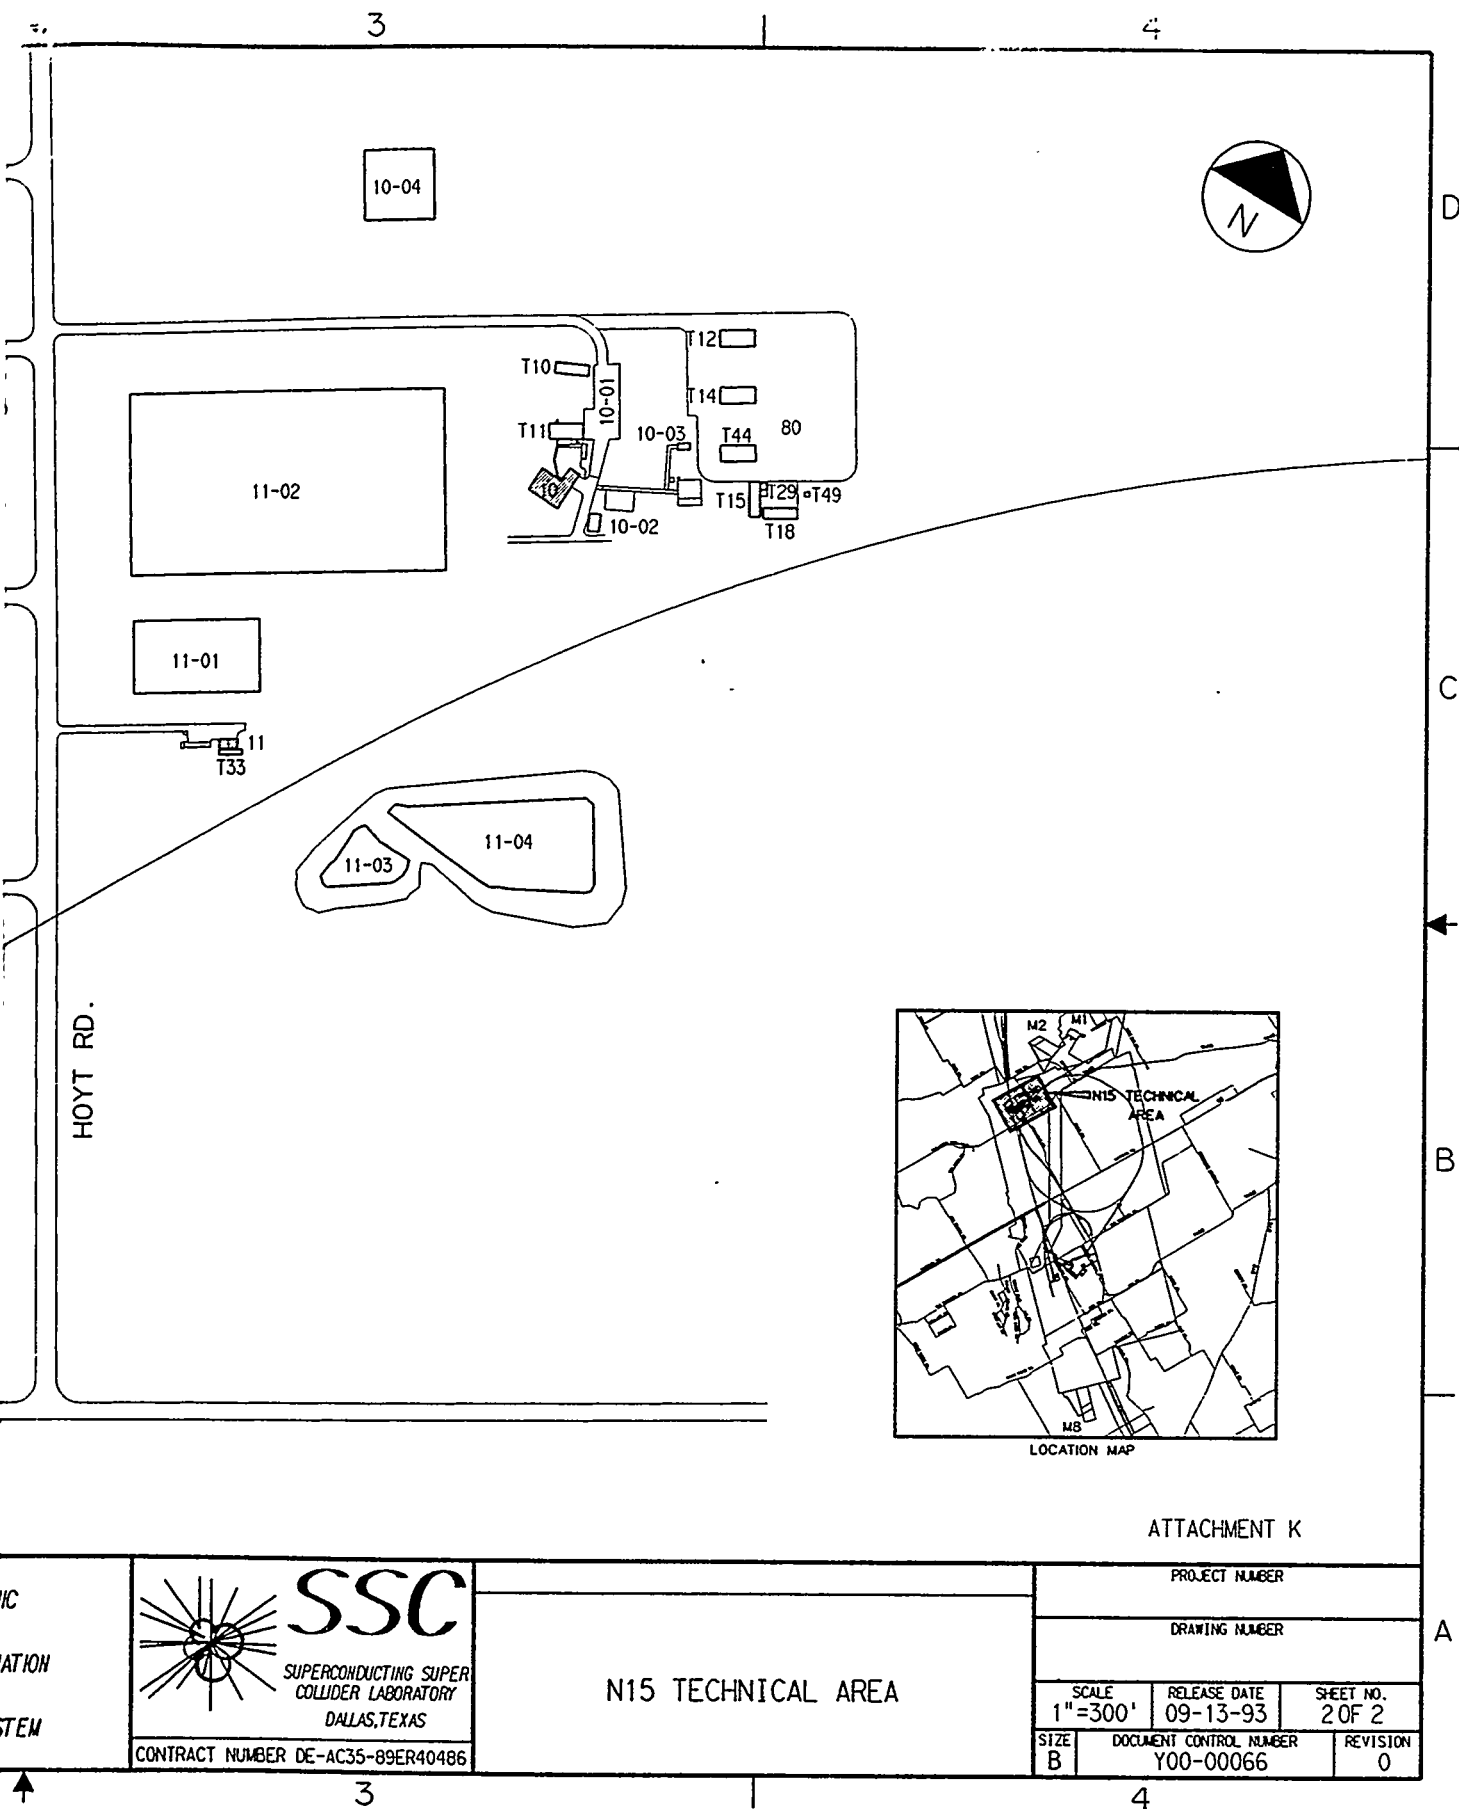 3
4
D
10-04
N
T12
T10
10-01
T14
T11
10-03
T44
80
11-02
10
T15
T29
T49
10-02
T18
11-01
C
11
T33
11-04
11-03
HOYT RD.
M2
M1
N15 TECHNICAL
AREA
B
M8
LOCATION MAP
ATTACHMENT K
IC
ATION
STEM
SSC
SUPERCONDUCTING SUPER
COLLIDER LABORATORY
DALLAS, TEXAS
CONTRACT NUMBER DE-AC35-89ER40486
N15 TECHNICAL AREA
PROJECT NUMBER
DRAWING NUMBER
A
SCALE
1"=300'
RELEASE DATE
09-13-93
SHEET NO.
2 OF 2
SIZE
B
DOCUMENT CONTROL NUMBER
Y00-00066
REVISION
0
3
4